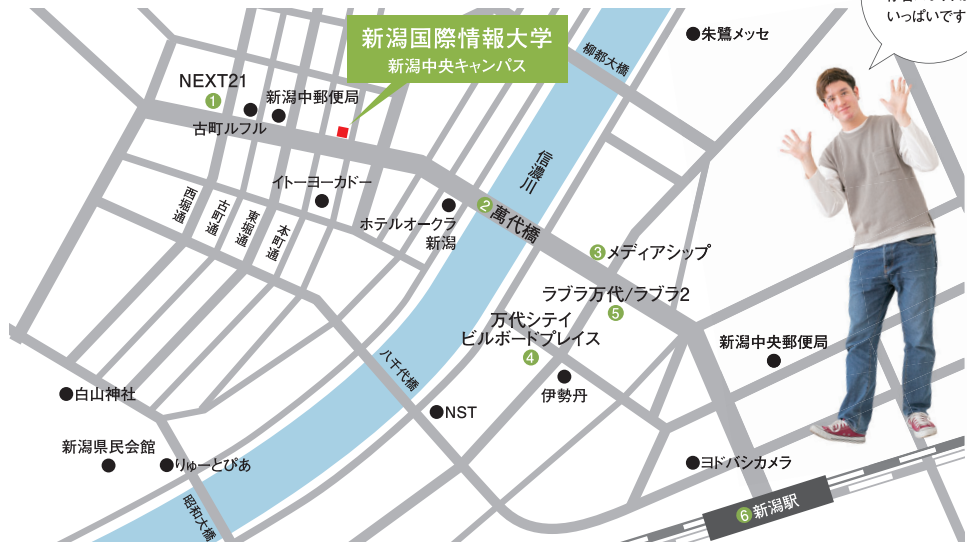 いっぱいです
朱鷺メッセ
柳都大橋
新潟国際情報大学
新潟中央キャンパス
NEXT21
1
新潟中郵便局
古町ルフル
イトーヨーカドー
西堀通
古町通
東堀通
本町通
ホテルオークラ
新潟
信濃川
2 萬代橋
3 メディアシップ
ラブラ万代/ラブラ2
5
万代シテイ
ビルボードプレイス
4
伊勢丹
新潟中央郵便局
八千代橋
NST
白山神社
新潟県民会館
りゅーとぴあ
昭和大橋
ヨドバシカメラ
6 新潟駅